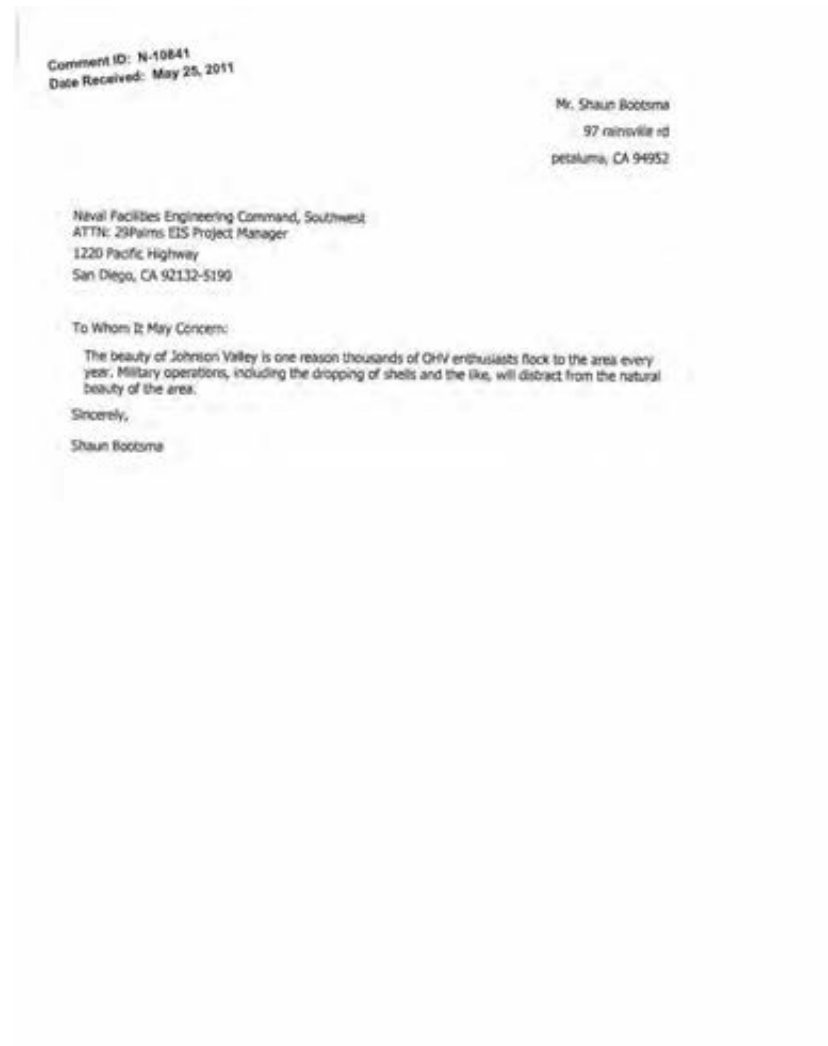 Comment ID: N-10841
Date Received: May 25, 2011
Mr. Shaun Bootsma
97 rainsville rd
petaluma, CA 94952
Naval Facilities Engineering Command, Southwest
ATTN: 29Palms EIS Project Manager
1220 Pacific Highway
San Diego, CA 92132-5190
To Whom It May Concern:
The beauty of Johnson Valley is one reason thousands of OHV enthusiasts flock to the area every
year. Military operations, including the dropping of shells and the like, will distract from the natural
beauty of the area.
Sincerely,
Shaun Bootsma